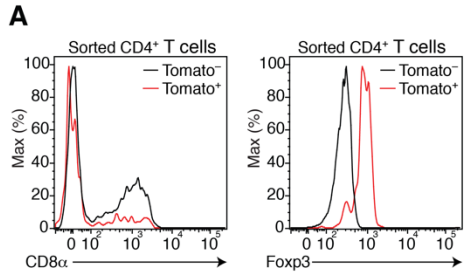 A
Sorted CD4⁺ T cells
Tomato⁻
Tomato⁺
Max (%)
100
80
60
40
20
0
0 10² 10³ 10⁴ 10⁵
CD8α
Sorted CD4⁺ T cells
Tomato⁻
Tomato⁺
Max (%)
100
80
60
40
20
0
0 10² 10³ 10⁴ 10⁵
Foxp3